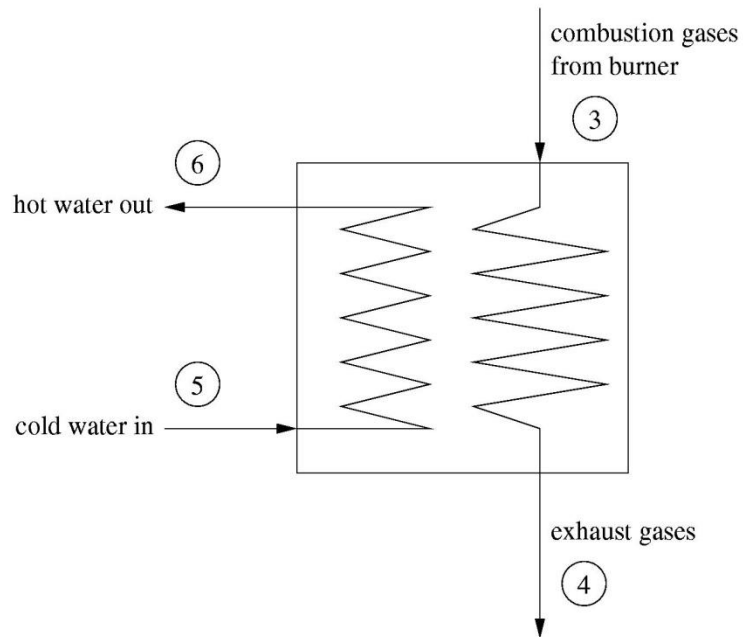 combustion gases
from burner
3
6
hot water out
5
cold water in
exhaust gases
4